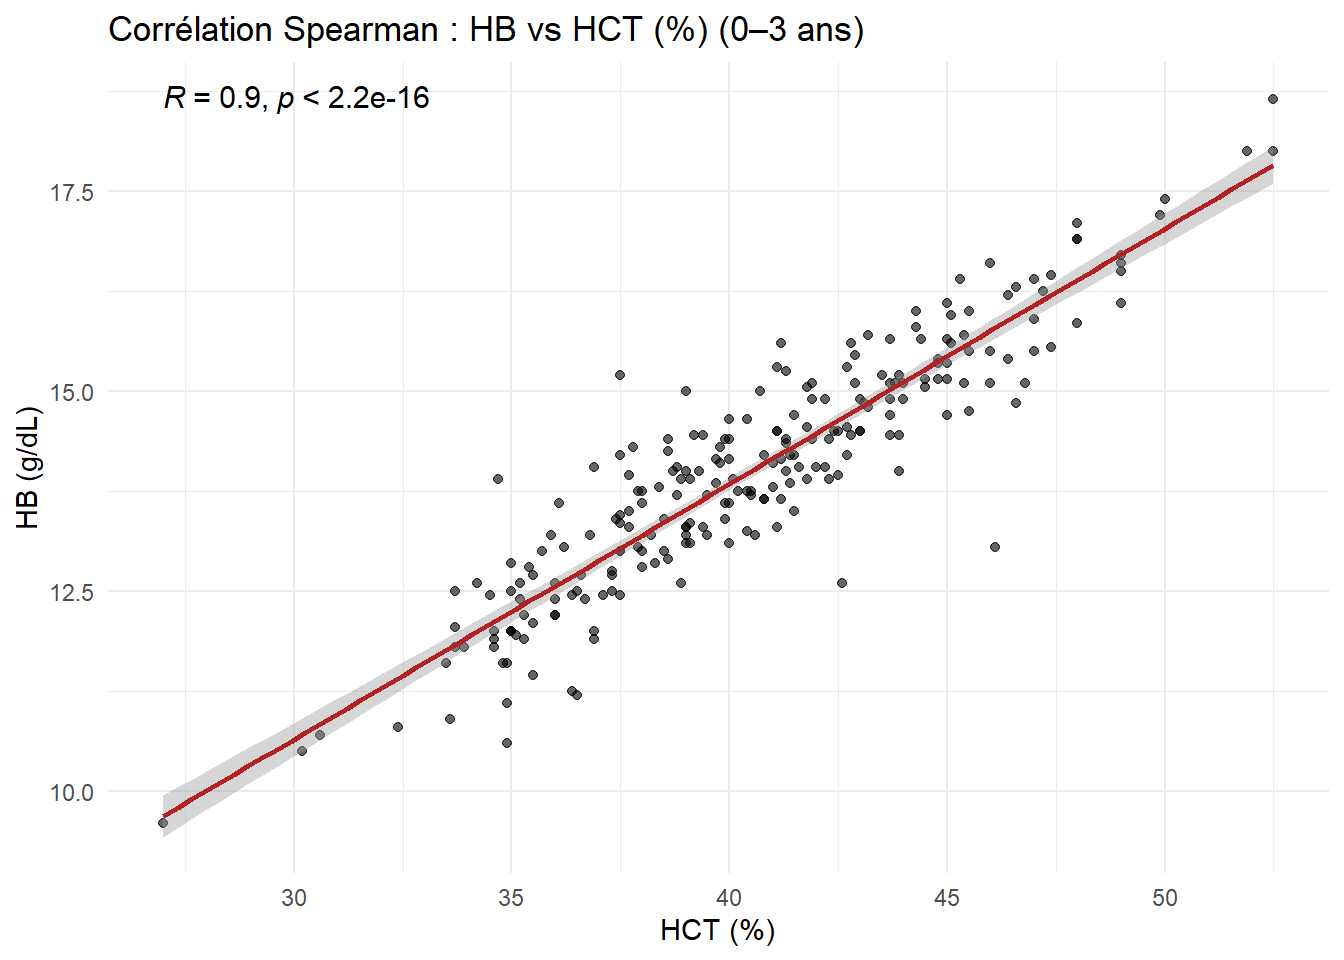 Corrélation Spearman : HB vs HCT (%) (0–3 ans)
R = 0.9, p < 2.2e-16
17.5
15.0
12.5
10.0
HB (g/dL)
30 35 40 45 50
HCT (%)